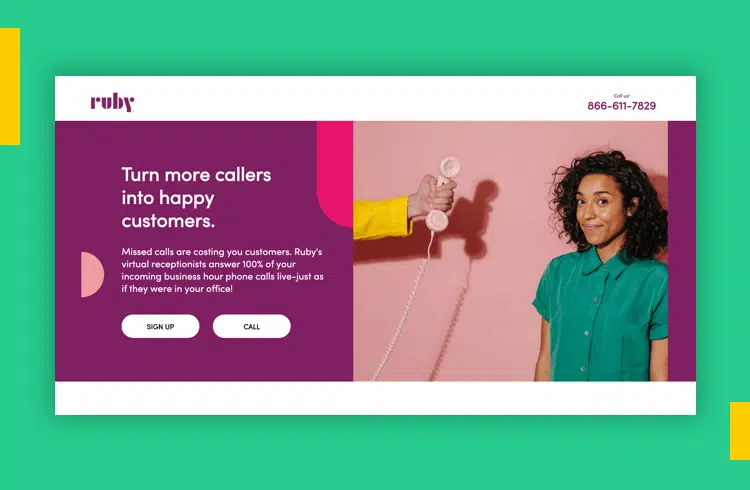 ruby
Call us!
866-611-7829
Turn more callers
into happy
customers.
Missed calls are costing you customers. Ruby's
virtual receptionists answer 100% of your
incoming business hour phone calls live-just as
if they were in your office!
SIGN UP
CALL